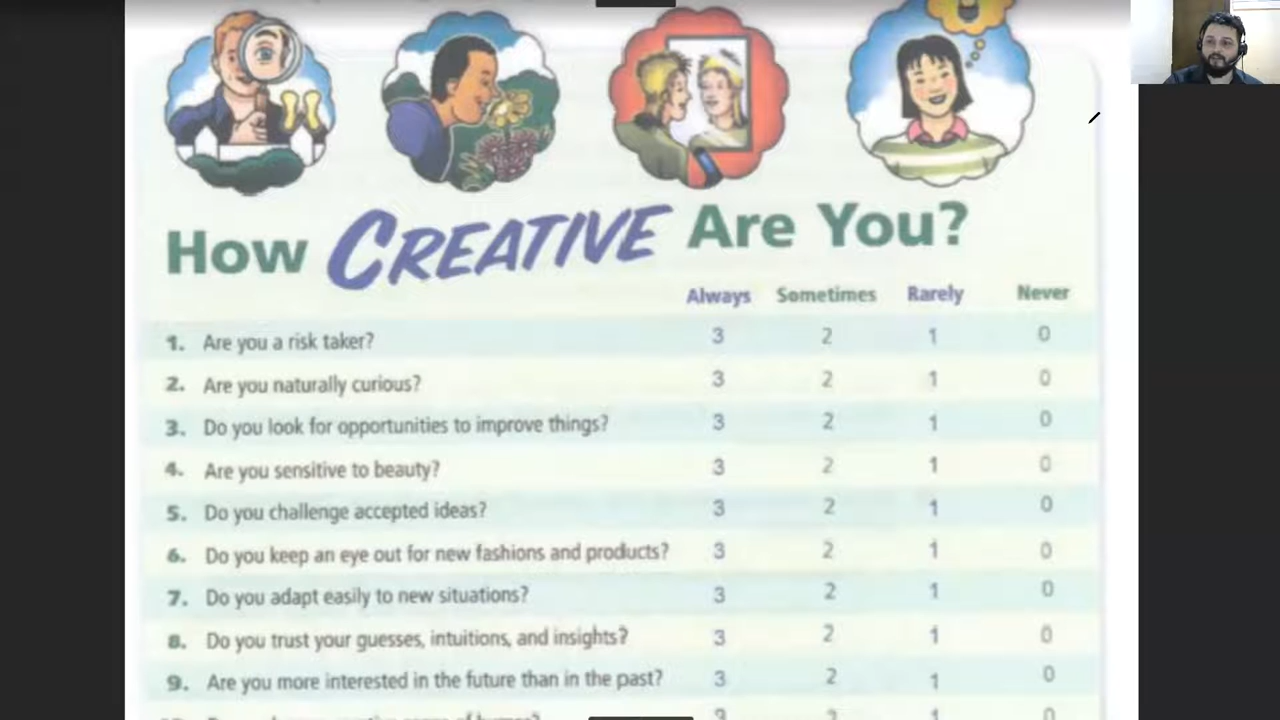 How CREATIVE Are You?
Always Sometimes Rarely Never
1. Are you a risk taker? 3 2 1 0
2. Are you naturally curious? 3 2 1 0
3. Do you look for opportunities to improve things? 3 2 1 0
4. Are you sensitive to beauty? 3 2 1 0
5. Do you challenge accepted ideas? 3 2 1 0
6. Do you keep an eye out for new fashions and products? 3 2 1 0
7. Do you adapt easily to new situations? 3 2 1 0
8. Do you trust your guesses, intuitions, and insights? 3 2 1 0
9. Are you more interested in the future than in the past? 3 2 1 0